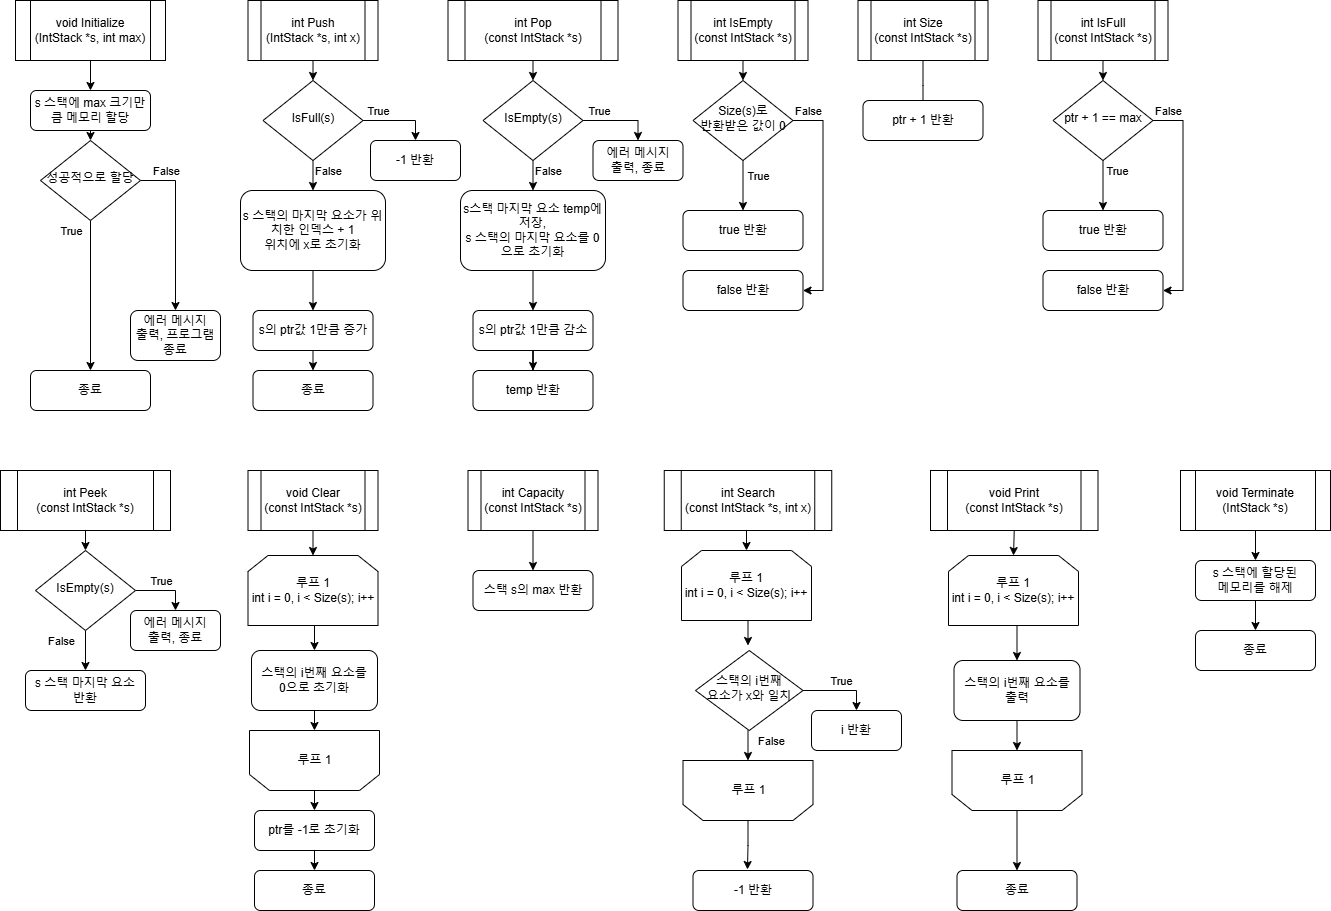 void Initialize
(IntStack *s, int max)
s 스택에 max 크기만
큼 메모리 할당
성공적으로 할당
False
True
에러 메시지
출력, 프로그램
종료
종료
int Push
(IntStack *s, int x)
IsFull(s)
True
-1 반환
False
s 스택의 마지막 요소가 위
치한 인덱스 + 1
위치에 x로 초기화
s의 ptr값 1만큼 증가
종료
int Pop
(const IntStack *s)
IsEmpty(s)
True
에러 메시지
출력, 종료
False
s스택 마지막 요소 temp에
저장,
s 스택의 마지막 요소를 0
으로 초기화
s의 ptr값 1만큼 감소
temp 반환
int IsEmpty
(const IntStack *s)
Size(s)로
반환받은 값이 0
False
True
true 반환
false 반환
int Size
(const IntStack *s)
ptr + 1 반환
int IsFull
(const IntStack *s)
ptr + 1 == max
False
True
true 반환
false 반환
int Peek
(const IntStack *s)
IsEmpty(s)
True
에러 메시지
출력, 종료
False
s 스택 마지막 요소
반환
void Clear
(const IntStack *s)
루프 1
int i = 0, i < Size(s); i++
스택의 i번째 요소를
0으로 초기화
루프 1
ptr를 -1로 초기화
종료
int Capacity
(const IntStack *s)
스택 s의 max 반환
int Search
(const IntStack *s, int x)
루프 1
int i = 0, i < Size(s); i++
스택의 i번째
요소가 x와 일치
True
i 반환
False
루프 1
-1 반환
void Print
(const IntStack *s)
루프 1
int i = 0, i < Size(s); i++
스택의 i번째 요소를
출력
루프 1
종료
void Terminate
(IntStack *s)
s 스택에 할당된
메모리를 해제
종료